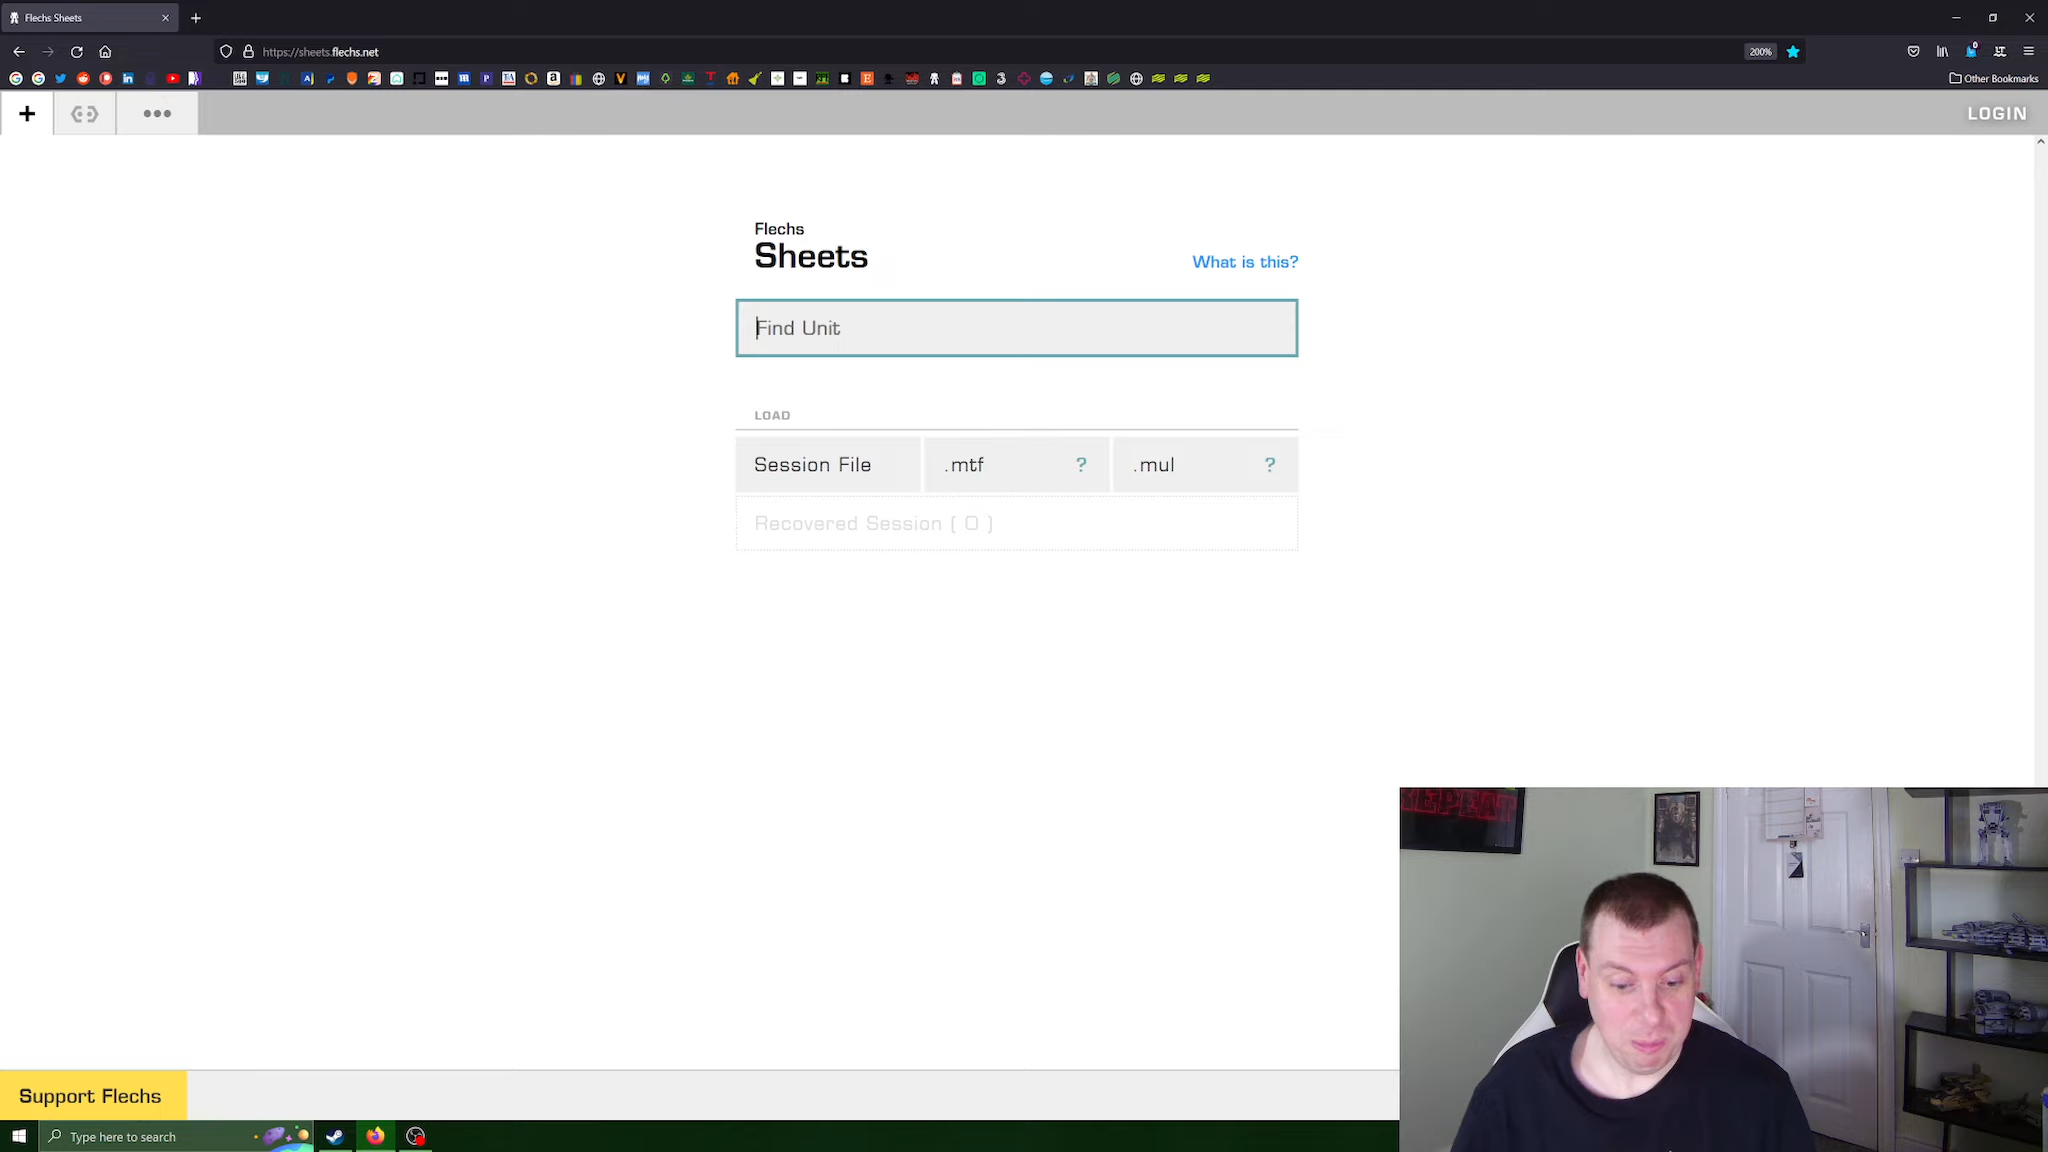 Flechs Sheets
https://sheets.flechs.net
200%
Other Bookmarks
LOGIN
Flechs
Sheets
What is this?
Find Unit
LOAD
Session File
.mtf
?
.mul
?
Recovered Session ( 0 )
REPEAT
Support Flechs
Type here to search